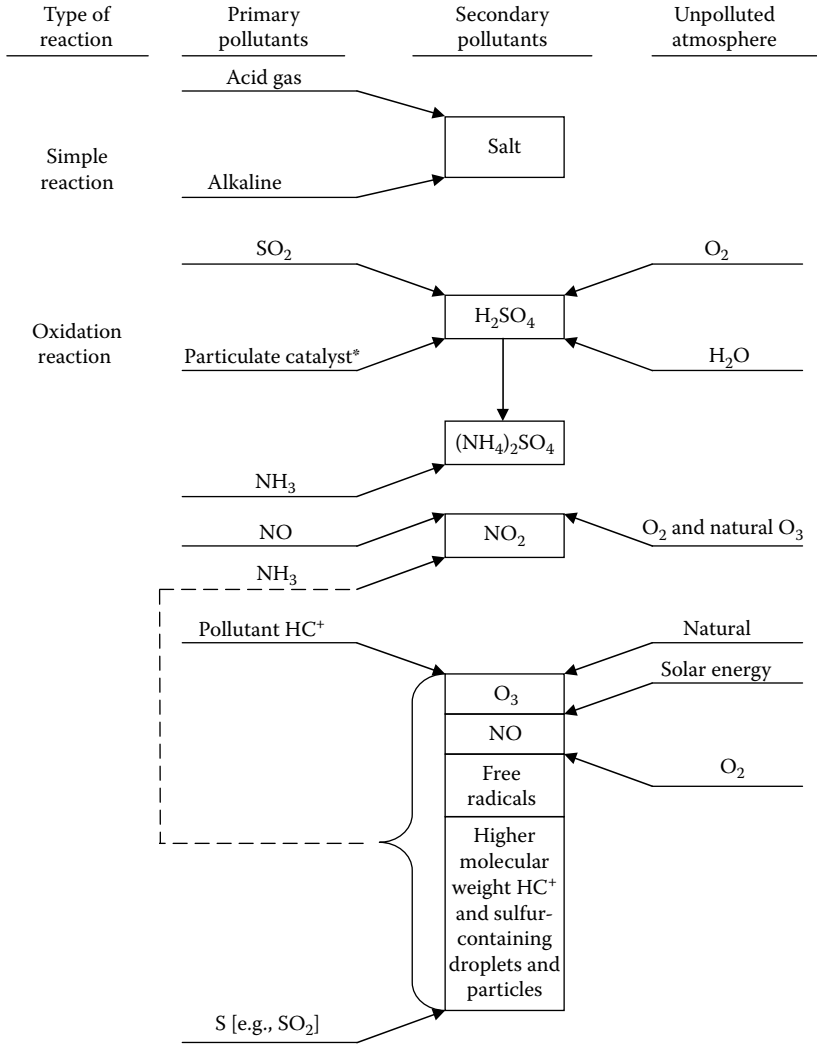 Type of
reaction
Primary
pollutants
Secondary
pollutants
Unpolluted
atmosphere
Acid gas
Salt
Simple
reaction
Alkaline
SO₂
O₂
H₂SO₄
Oxidation
reaction
Particulate catalyst*
H₂O
(NH₄)₂SO₄
NH₃
NO
NO₂
O₂ and natural O₃
NH₃
Pollutant HC⁺
Natural
Solar energy
O₃
NO
O₂
Free
radicals
Higher
molecular
weight HC⁺
and sulfur-
containing
droplets and
particles
S [e.g., SO₂]